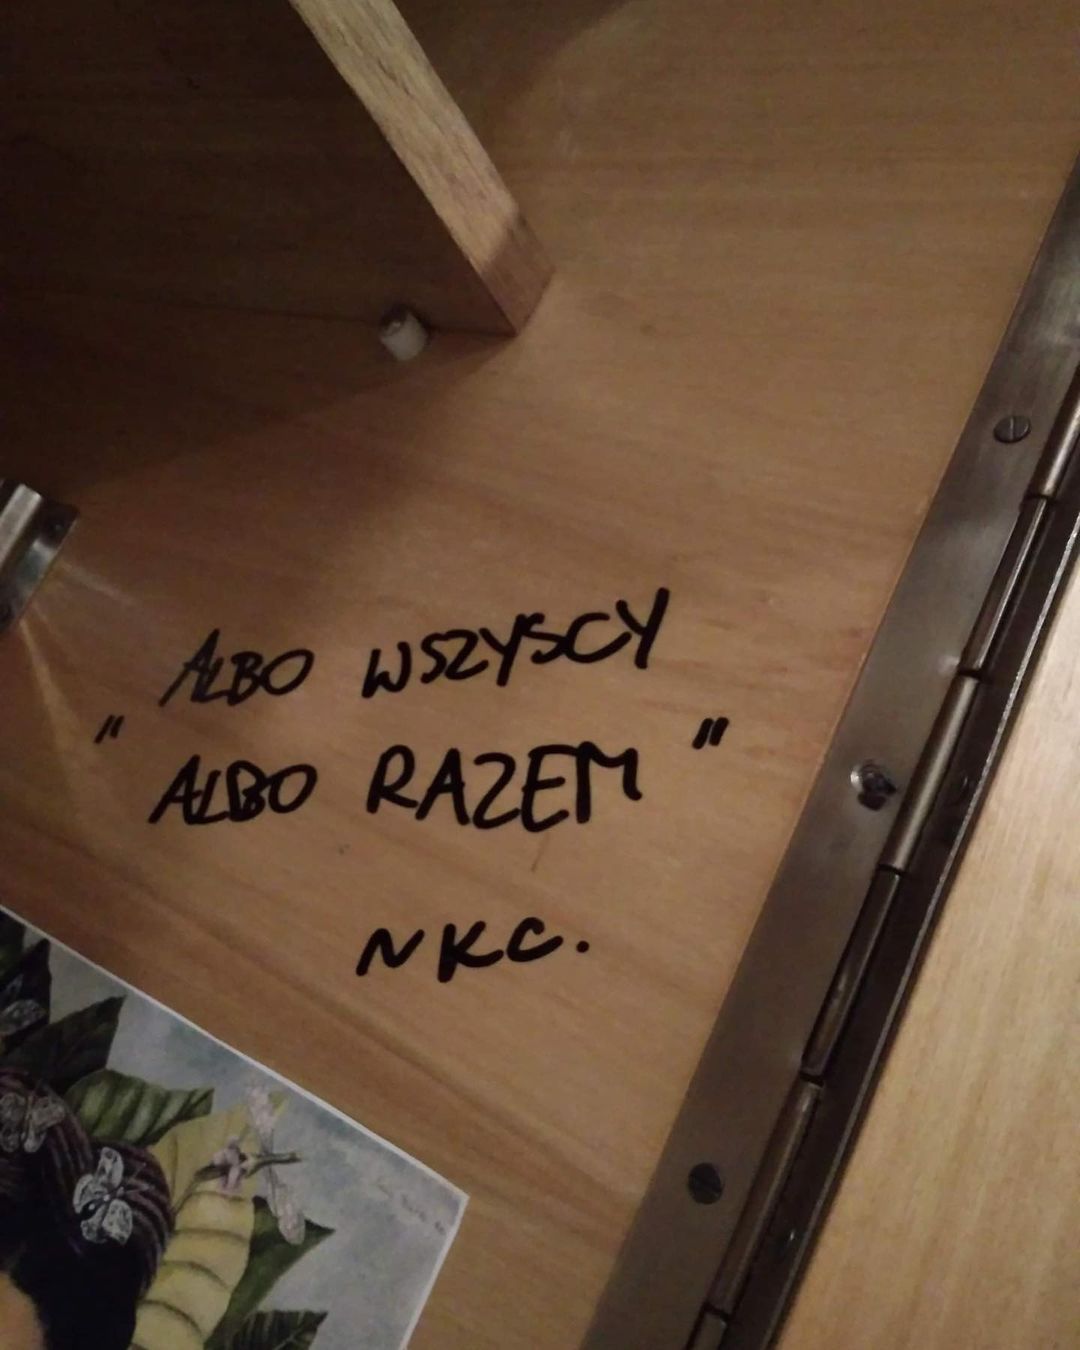 ALBO WSZYSCY
" ALBO RAZEM "
NKC.